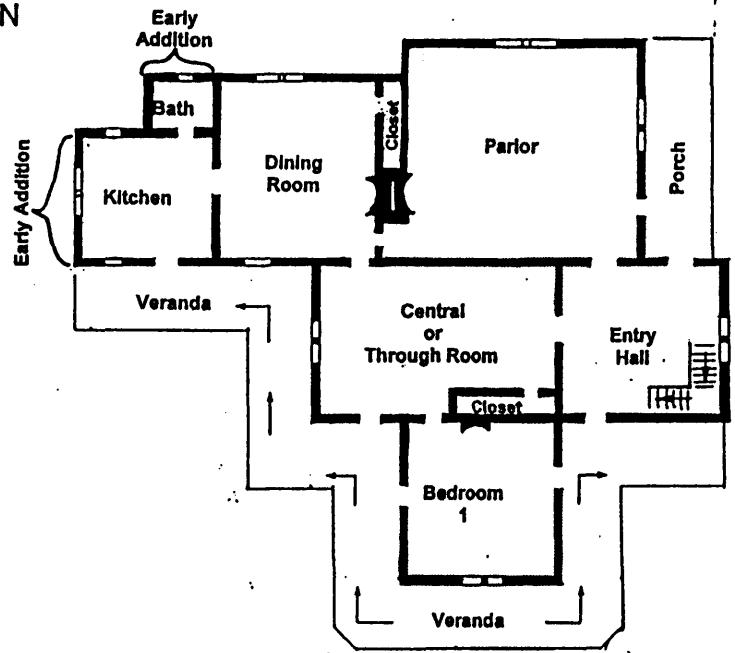 N
Early
Addition
Bath
Closet
Parlor
Dining
Room
Porch
Early Addition
Kitchen
Veranda
Central
or
Through Room
Entry
Hall
Closet
Bedroom
1
Veranda